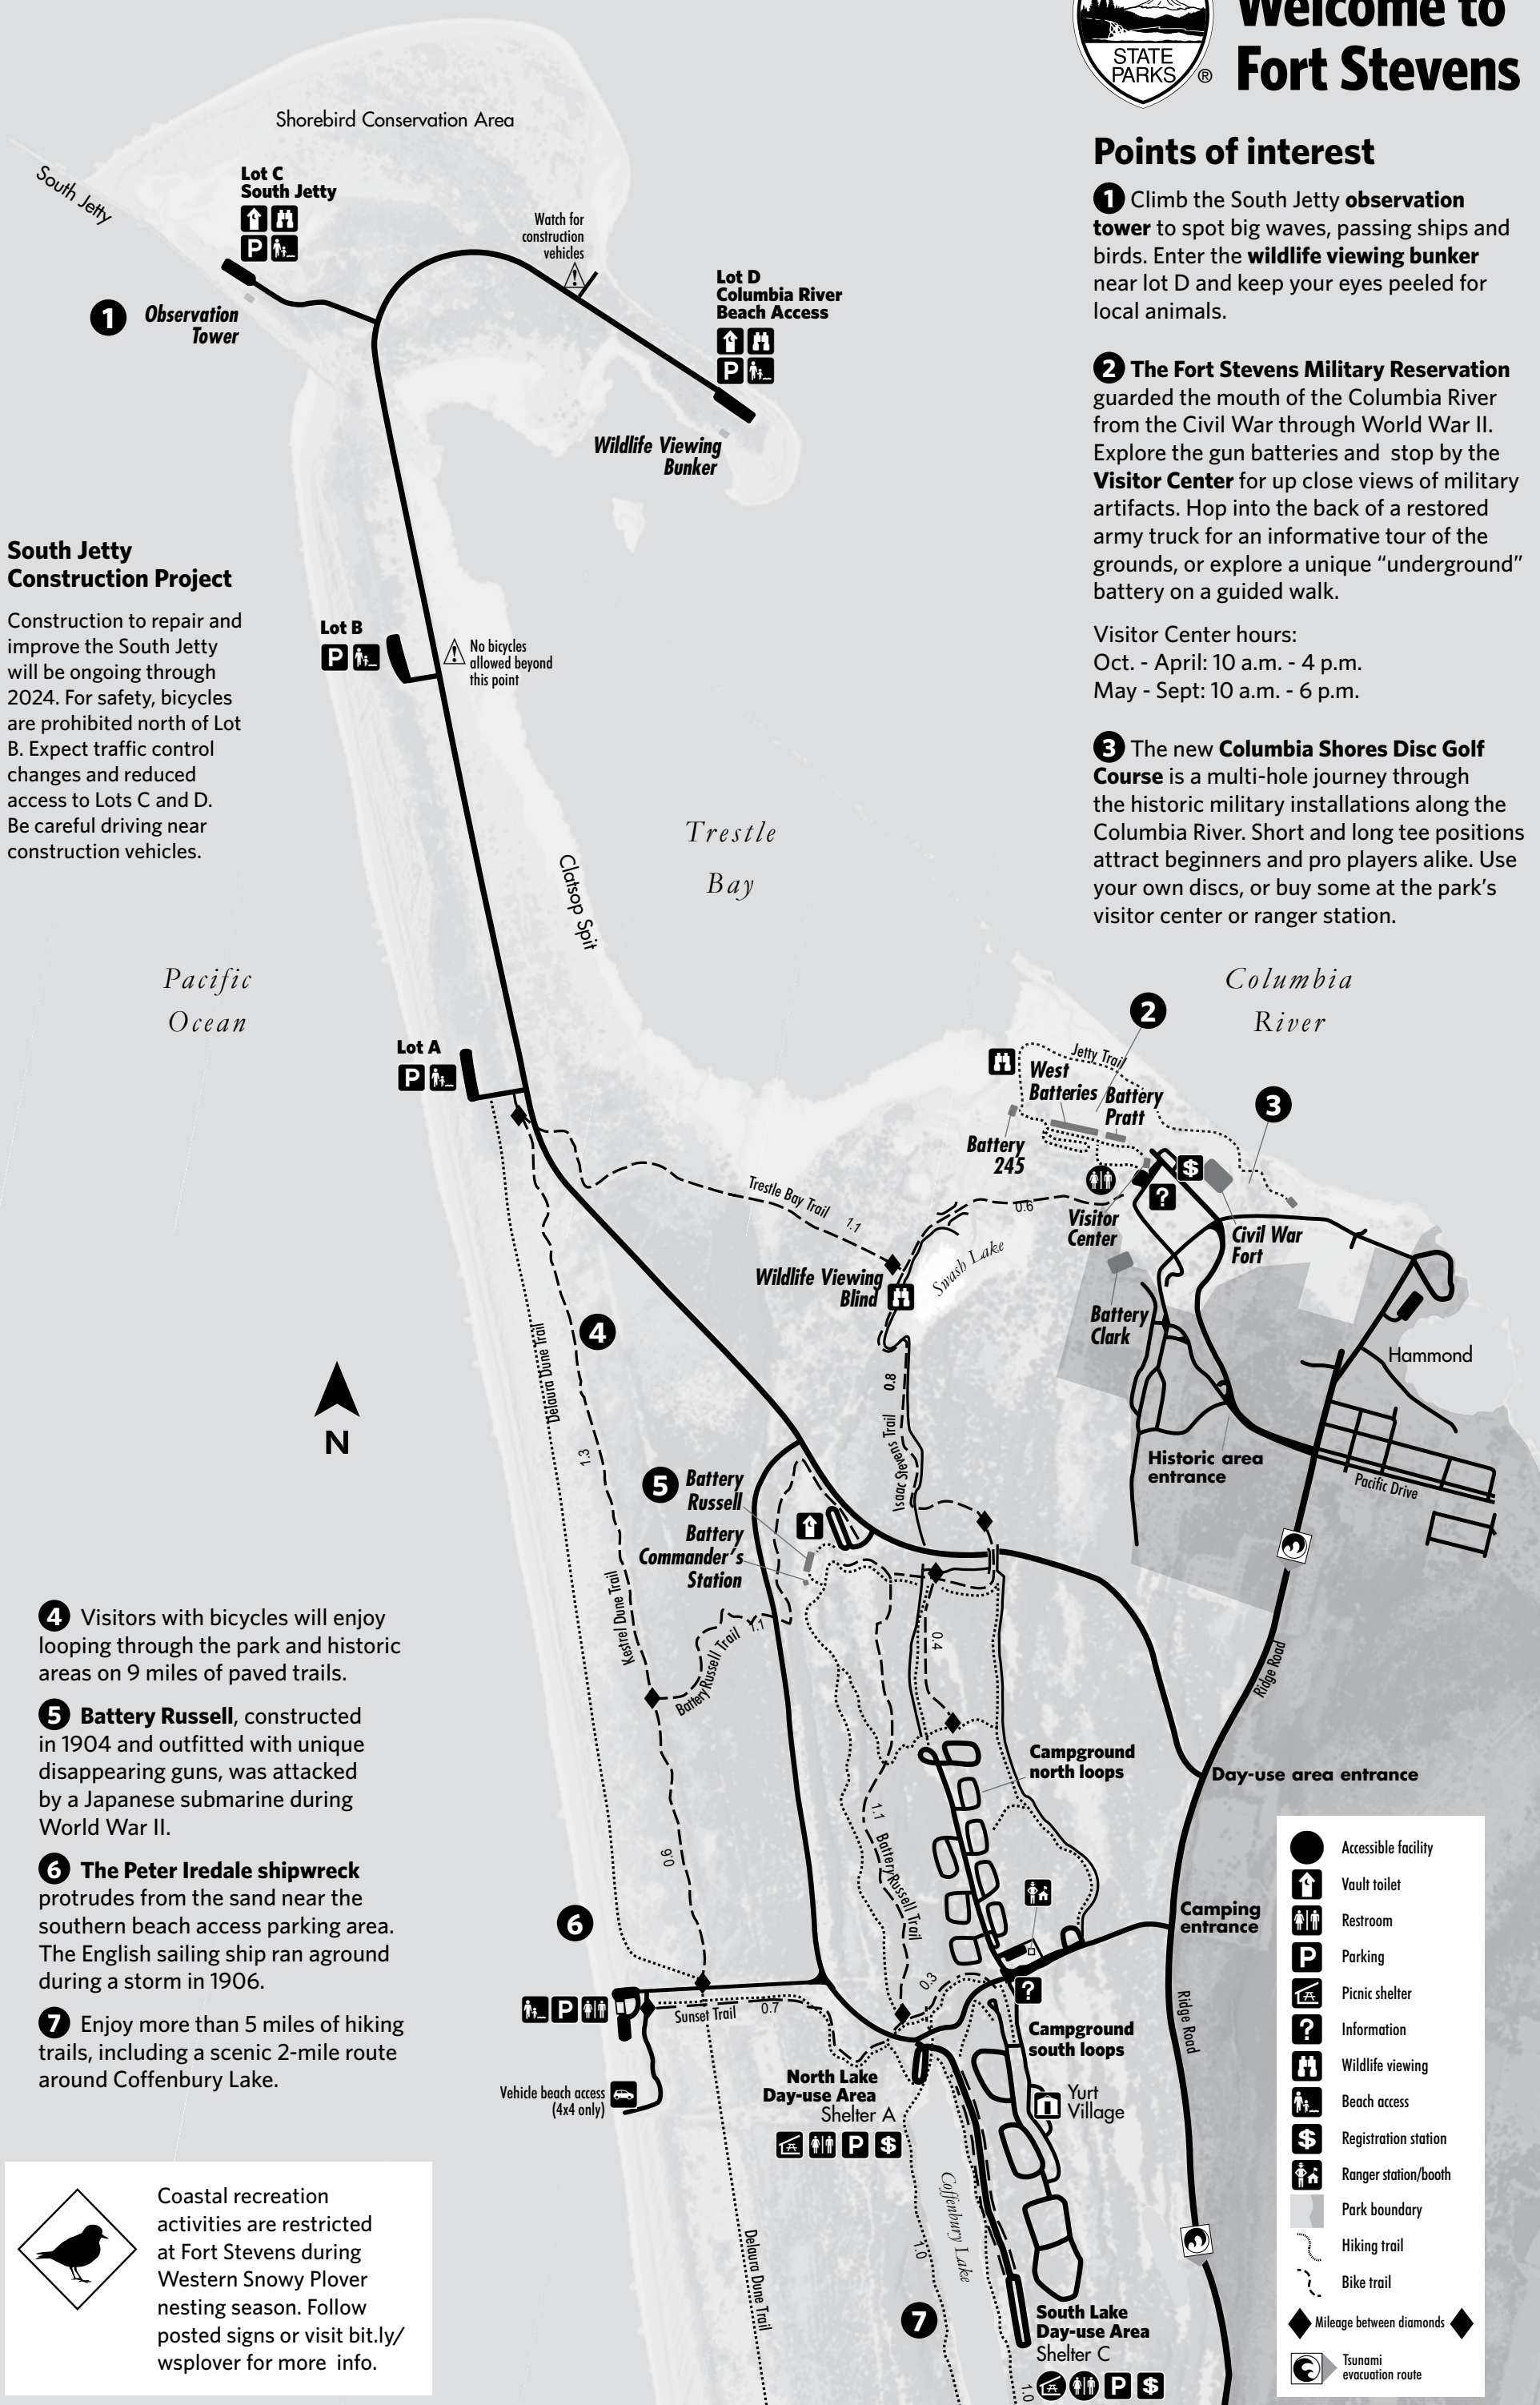 Welcome to
Fort Stevens
STATE
PARKS
®
Points of interest
1 Climb the South Jetty observation
tower to spot big waves, passing ships and
birds. Enter the wildlife viewing bunker
near lot D and keep your eyes peeled for
local animals.
2 The Fort Stevens Military Reservation
guarded the mouth of the Columbia River
from the Civil War through World War II.
Explore the gun batteries and stop by the
Visitor Center for up close views of military
artifacts. Hop into the back of a restored
army truck for an informative tour of the
grounds, or explore a unique “underground”
battery on a guided walk.
Visitor Center hours:
Oct. - April: 10 a.m. - 4 p.m.
May - Sept: 10 a.m. - 6 p.m.
3 The new Columbia Shores Disc Golf
Course is a multi-hole journey through
the historic military installations along the
Columbia River. Short and long tee positions
attract beginners and pro players alike. Use
your own discs, or buy some at the park’s
visitor center or ranger station.
Shorebird Conservation Area
South Jetty
Lot C
South Jetty
P
Watch for
construction
vehicles
Lot D
Columbia River
Beach Access
P
1
Observation
Tower
Wildlife Viewing
Bunker
South Jetty
Construction Project
Construction to repair and
improve the South Jetty
will be ongoing through
2024. For safety, bicycles
are prohibited north of Lot
B. Expect traffic control
changes and reduced
access to Lots C and D.
Be careful driving near
construction vehicles.
Lot B
P
No bicycles
allowed beyond
this point
Trestle
Bay
Clatsop Spit
Pacific
Ocean
Columbia
River
Lot A
P
2
Jetty Trail
West
Batteries
Battery
Pratt
3
Battery
245
$
?
Visitor
Center
Civil War
Fort
Trestle Bay Trail
1.1
0.6
Swash Lake
Wildlife Viewing
Blind
Battery
Clark
Hammond
4
Delaura Dune Trail
1.3
0.8
Isaac Stevens Trail
Historic area
entrance
Pacific Drive
N
5
Battery
Russell
Battery
Commander’s
Station
Kestrel Dune Trail
Battery Russell Trail
1.1
0.4
Ridge Road
4 Visitors with bicycles will enjoy
looping through the park and historic
areas on 9 miles of paved trails.
5 Battery Russell, constructed
in 1904 and outfitted with unique
disappearing guns, was attacked
by a Japanese submarine during
World War II.
6 The Peter Iredale shipwreck
protrudes from the sand near the
southern beach access parking area.
The English sailing ship ran aground
during a storm in 1906.
7 Enjoy more than 5 miles of hiking
trails, including a scenic 2-mile route
around Coffenbury Lake.
Campground
north loops
Day-use area entrance
0.9
1.1
Battery Russell Trail
Camping
entrance
6
P
Sunset Trail
0.7
0.3
?
Campground
south loops
Ridge Road
Vehicle beach access
(4x4 only)
North Lake
Day-use Area
Shelter A
P
$
Yurt
Village
Coffenbury Lake
1.0
Delaura Dune Trail
7
South Lake
Day-use Area
Shelter C
1.0
P
$
Coastal recreation
activities are restricted
at Fort Stevens during
Western Snowy Plover
nesting season. Follow
posted signs or visit bit.ly/
wsplover for more info.
Accessible facility
Vault toilet
Restroom
P Parking
Picnic shelter
? Information
Wildlife viewing
Beach access
$ Registration station
Ranger station/booth
Park boundary
Hiking trail
Bike trail
Mileage between diamonds
Tsunami
evacuation route